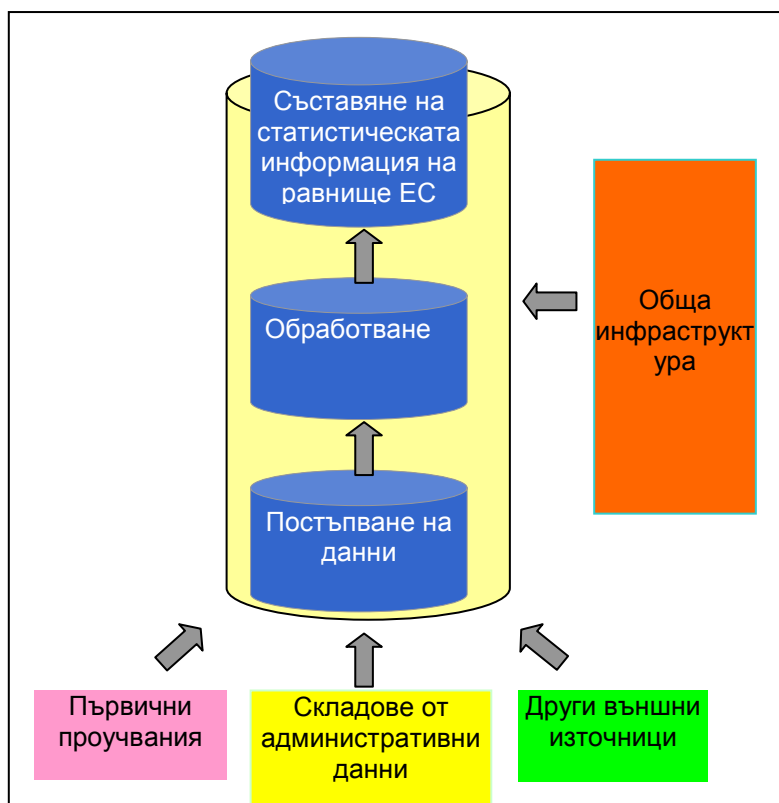 Съставяне на
статистическата
информация на
равнище ЕС
Обработване
Обща
инфраструкт
ура
Постъпване на
данни
Първични
проучвания
Складове от
административни
данни
Други външни
източници